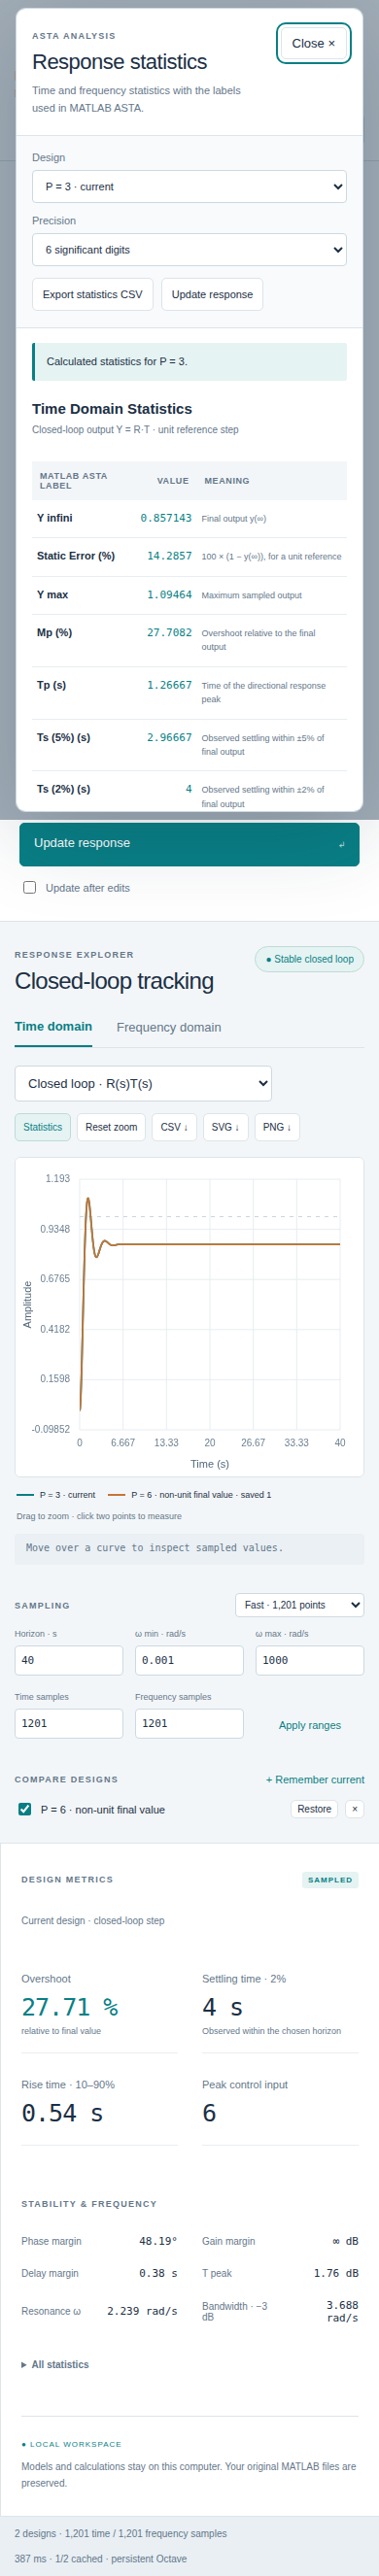 ASTA ANALYSIS
Response statistics
Close ×
Time and frequency statistics with the labels
used in MATLAB ASTA.
Design
P = 3 · current
Precision
6 significant digits
Export statistics CSV
Update response
Calculated statistics for P = 3.
Time Domain Statistics
Closed-loop output Y = R·T · unit reference step
MATLAB ASTA LABEL VALUE MEANING
Y infini 0.857143 Final output y(∞)
Static Error (%) 14.2857 100 × (1 − y(∞)), for a unit reference
Y max 1.09464 Maximum sampled output
Mp (%) 27.7082 Overshoot relative to the final
output
Tp (s) 1.26667 Time of the directional response
peak
Ts (5%) (s) 2.96667 Observed settling within ±5% of
final output
Ts (2%) (s) 4 Observed settling within ±2% of
final output
Update response ↲
Update after edits
RESPONSE EXPLORER
Closed-loop tracking
● Stable closed loop
Time domain Frequency domain
Closed loop · R(s)T(s)
Statistics Reset zoom CSV ↓ SVG ↓ PNG ↓
1.193
0.9348
0.6765
0.4182
0.1598
-0.09852
Amplitude
0 6.667 13.33 20 26.67 33.33 40
Time (s)
P = 3 · current P = 6 · non-unit final value · saved 1
Drag to zoom · click two points to measure
Move over a curve to inspect sampled values.
SAMPLING
Fast · 1,201 points
Horizon · s ω min · rad/s ω max · rad/s
40 0.001 1000
Time samples Frequency samples
1201 1201 Apply ranges
COMPARE DESIGNS + Remember current
P = 6 · non-unit final value Restore ×
DESIGN METRICS SAMPLED
Current design · closed-loop step
Overshoot Settling time · 2%
27.71 % 4 s
relative to final value Observed within the chosen horizon
Rise time · 10–90% Peak control input
0.54 s 6
STABILITY & FREQUENCY
Phase margin 48.19° Gain margin ∞ dB
Delay margin 0.38 s T peak 1.76 dB
Resonance ω 2.239 rad/s Bandwidth · −3 dB 3.688 rad/s
▶ All statistics
● LOCAL WORKSPACE
Models and calculations stay on this computer. Your original MATLAB files are
preserved.
2 designs · 1,201 time / 1,201 frequency samples
387 ms · 1/2 cached · persistent Octave